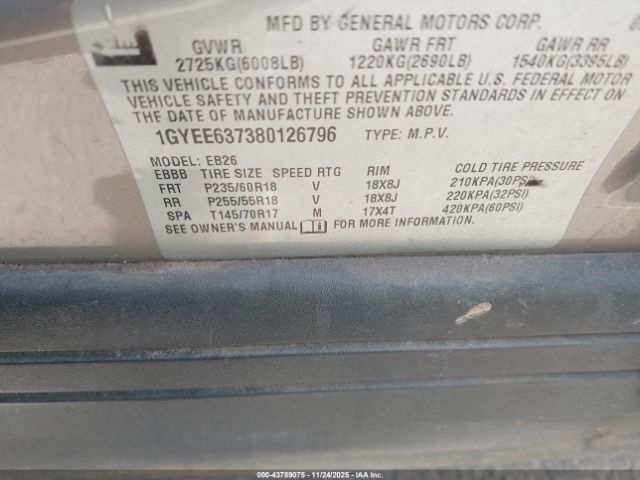 MFD BY GENERAL MOTORS CORP.
GVWR GAWR FRT GAWR RR
2725KG(6008LB) 1220KG(2690LB) 1540KG(3395LB
THIS VEHICLE CONFORMS TO ALL APPLICABLE U.S. FEDERAL MOTOR
VEHICLE SAFETY AND THEFT PREVENTION STANDARDS IN EFFECT ON
THE DATE OF MANUFACTURE SHOWN ABOVE.
1GYEE637380126796 TYPE: M.P.V.
MODEL: EB26
EBBB TIRE SIZE SPEED RTG RIM COLD TIRE PRESSURE
FRT P235/60R18 V 18X8J 210KPA(30PSI
RR P255/55R18 V 18X8J 220KPA(32PSI)
SPA T145/70R17 M 17X4T 420KPA(60PSI)
SEE OWNER'S MANUAL FOR MORE INFORMATION.
© 43789075 - 11/24/2025 - IAAI.COM